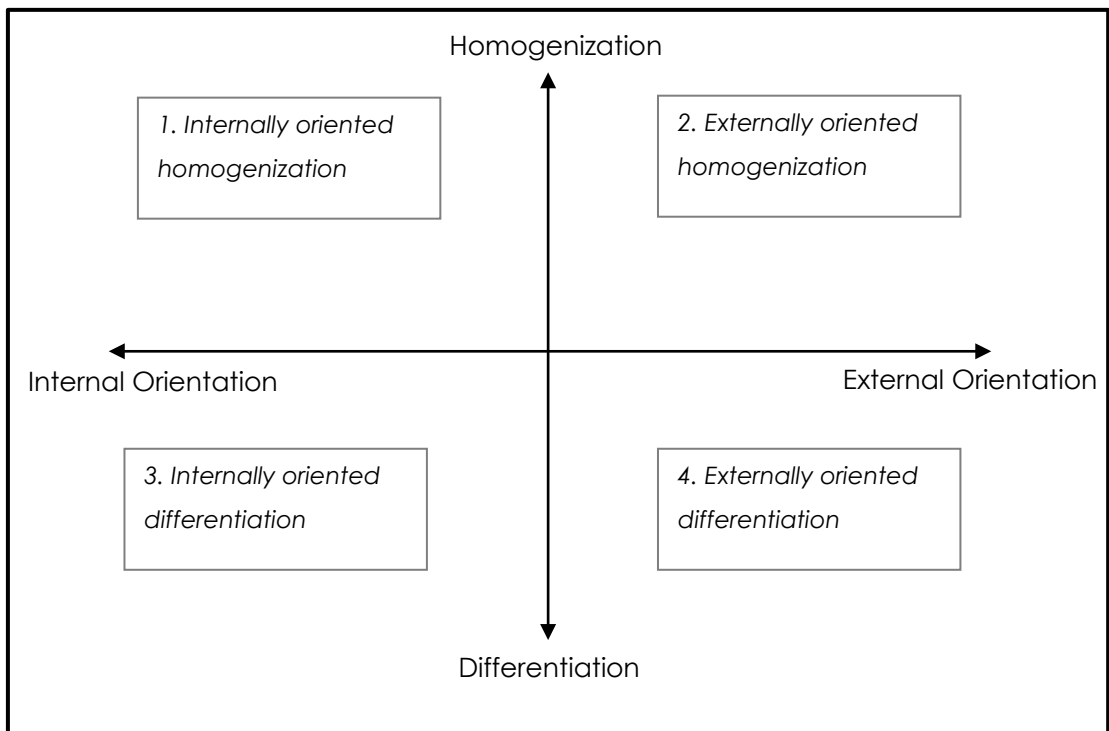 Homogenization
1. Internally oriented
homogenization
2. Externally oriented
homogenization
Internal Orientation
External Orientation
3. Internally oriented
differentiation
4. Externally oriented
differentiation
Differentiation